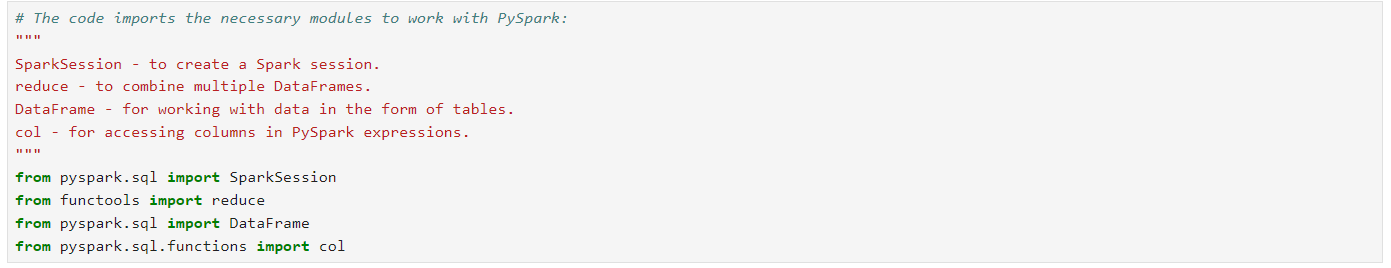 # The code imports the necessary modules to work with PySpark:
"""
SparkSession - to create a Spark session.
reduce - to combine multiple DataFrames.
DataFrame - for working with data in the form of tables.
col - for accessing columns in PySpark expressions.
"""
from pyspark.sql import SparkSession
from functools import reduce
from pyspark.sql import DataFrame
from pyspark.sql.functions import col